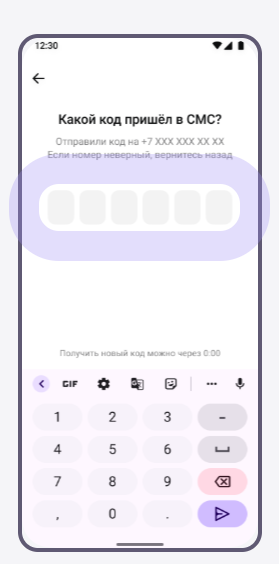 12:30
Какой код пришёл в СМС?
Отправили код на +7 XXX XXX XX XX
Если номер неверный, вернитесь назад
Получить новый код можно через 0:00
GIF
1 2 3 -
4 5 6
7 8 9
, 0 .